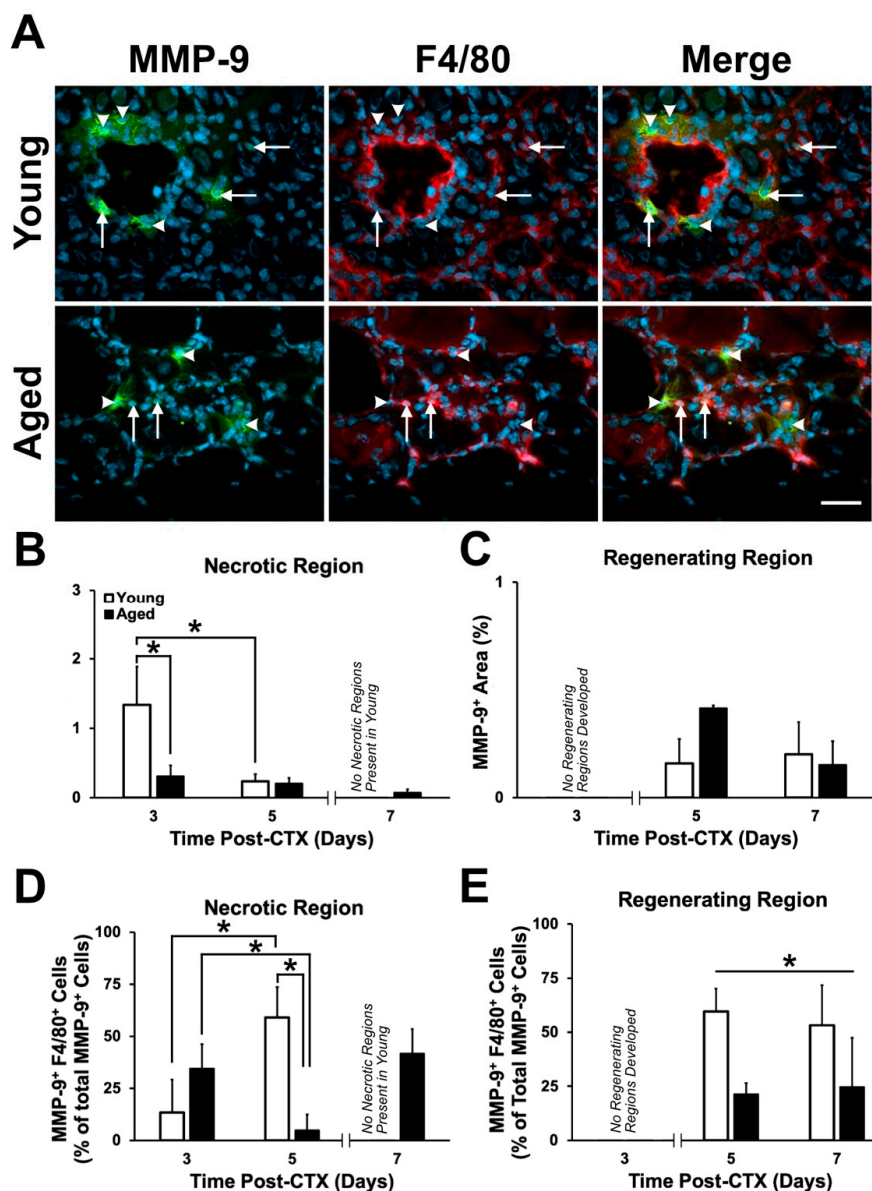 A
MMP-9
F4/80
Merge
Young
Aged
B
Necrotic Region
3
2
1
0
Young
Aged
*
*
No Necrotic Regions
Present in Young
3
5
7
Time Post-CTX (Days)
C
Regenerating Region
MMP-9⁺ Area (%)
1
0
No Regenerating
Regions Developed
3
5
7
Time Post-CTX (Days)
D
Necrotic Region
MMP-9⁺ F4/80⁺ Cells
(% of total MMP-9⁺ Cells)
100
75
50
25
0
*
*
*
No Necrotic Regions
Present in Young
3
5
7
Time Post-CTX (Days)
E
Regenerating Region
MMP-9⁺ F4/80⁺ Cells
(% of Total MMP-9⁺ Cells)
100
75
50
25
0
*
No Regenerating
Regions Developed
3
5
7
Time Post-CTX (Days)